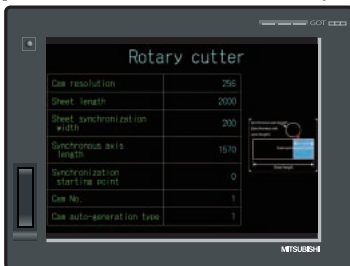 GOT
Rotary cutter
Cam resolution 256
Sheet length 2000
Sheet synchronization
width 200
Synchronous axis
length 1570
Synchronization
starting point 0
Cam No. 1
Cam auto-generation type 1
MITSUBISHI